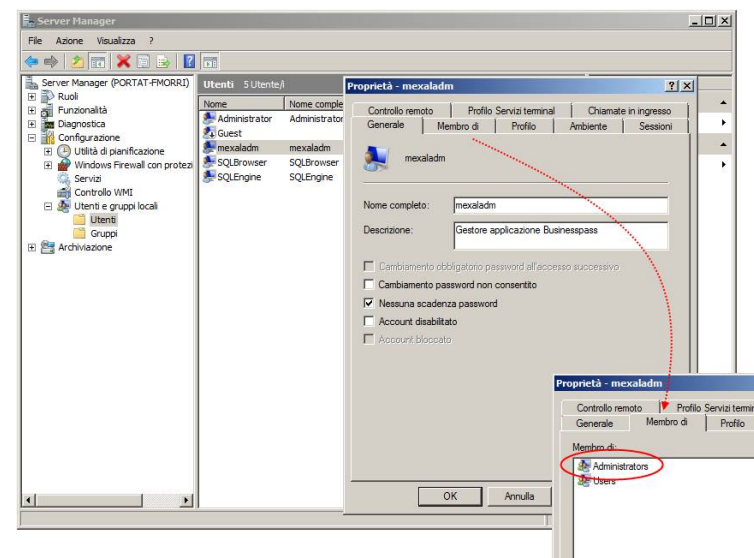 Server Manager
File Azione Visualizza ?
Server Manager (PORTAT-FMORRI)
Ruoli
Funzionalità
Diagnostica
Configurazione
Utilità di pianificazione
Windows Firewall con protezi
Servizi
Controllo WMI
Utenti e gruppi locali
Utenti
Gruppi
Archiviazione
Utenti 5 Utente/i
Nome Nome comple
Administrator Administrator
Guest
mexaladm mexaladm
SQLBrowser SQLBrowser
SQLEngine SQLEngine
Proprietà - mexaladm
Controllo remoto Profilo Servizi terminal Chiamate in ingresso
Generale Membro di Profilo Ambiente Sessioni
mexaladm
Nome completo: mexaladm
Descrizione: Gestore applicazione Businesspass
Cambiamento obbligatorio password all'accesso successivo
Cambiamento password non consentito
Nessuna scadenza password
Account disabilitato
Account bloccato
OK Annulla
Proprietà - mexaladm
Controllo remoto Profilo Servizi termin
Generale Membro di Profilo
Membro di:
Administrators
Users